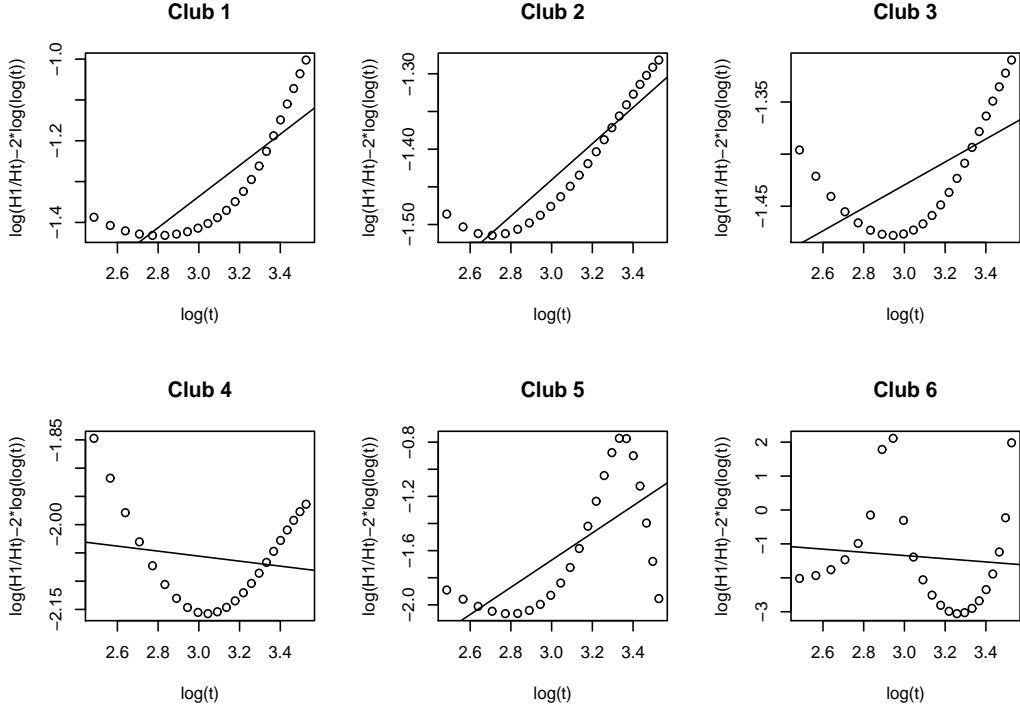 Club 1
log(H1/Ht)−2*log(log(t))
−1.0
−1.2
−1.4
2.6 2.8 3.0 3.2 3.4
log(t)
Club 2
log(H1/Ht)−2*log(log(t))
−1.30
−1.40
−1.50
2.6 2.8 3.0 3.2 3.4
log(t)
Club 3
log(H1/Ht)−2*log(log(t))
−1.35
−1.45
2.6 2.8 3.0 3.2 3.4
log(t)
Club 4
log(H1/Ht)−2*log(log(t))
−1.85
−2.00
−2.15
2.6 2.8 3.0 3.2 3.4
log(t)
Club 5
log(H1/Ht)−2*log(log(t))
−0.8
−1.2
−1.6
−2.0
2.6 2.8 3.0 3.2 3.4
log(t)
Club 6
log(H1/Ht)−2*log(log(t))
2
1
0
−1
−3
2.6 2.8 3.0 3.2 3.4
log(t)